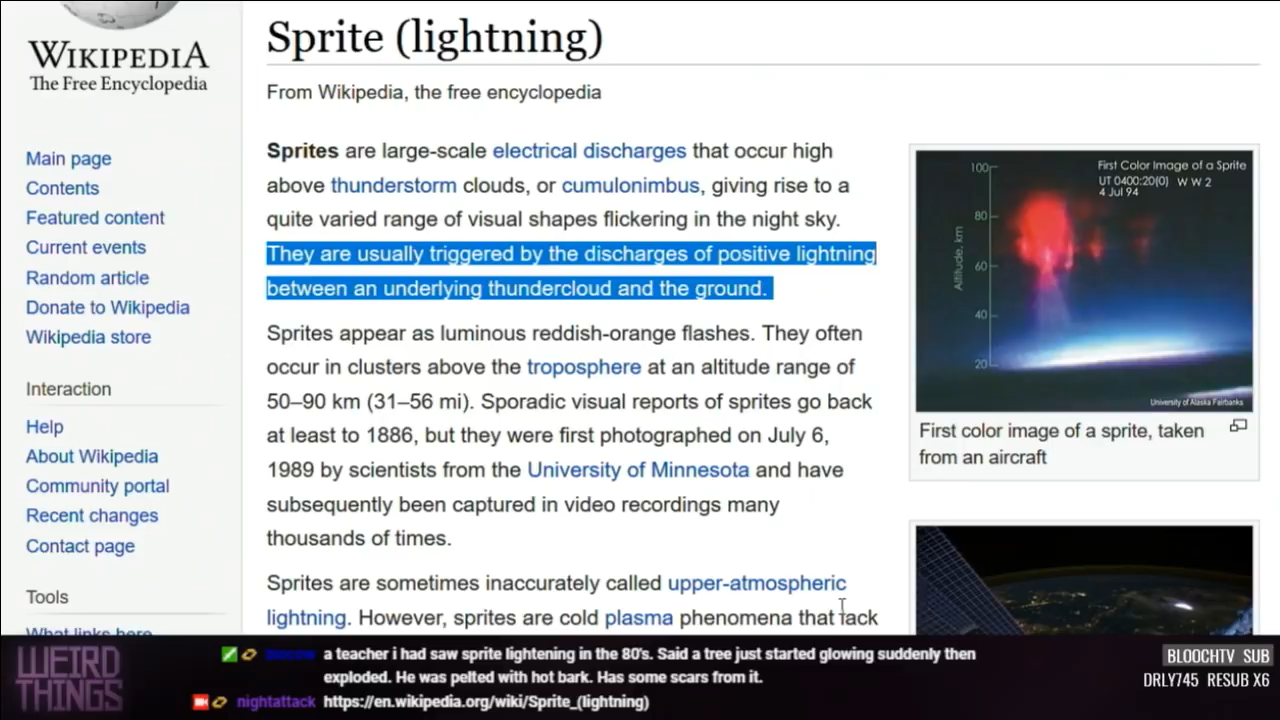 WIKIPEDIA
The Free Encyclopedia
Main page
Contents
Featured content
Current events
Random article
Donate to Wikipedia
Wikipedia store
Interaction
Help
About Wikipedia
Community portal
Recent changes
Contact page
Tools
What links here
Sprite (lightning)
From Wikipedia, the free encyclopedia
Sprites are large-scale electrical discharges that occur high
above thunderstorm clouds, or cumulonimbus, giving rise to a
quite varied range of visual shapes flickering in the night sky.
They are usually triggered by the discharges of positive lightning
between an underlying thundercloud and the ground.
Sprites appear as luminous reddish-orange flashes. They often
occur in clusters above the troposphere at an altitude range of
50–90 km (31–56 mi). Sporadic visual reports of sprites go back
at least to 1886, but they were first photographed on July 6,
1989 by scientists from the University of Minnesota and have
subsequently been captured in video recordings many
thousands of times.
Sprites are sometimes inaccurately called upper-atmospheric
lightning. However, sprites are cold plasma phenomena that lack
First Color Image of a Sprite
UT 0400:20(0) W W 2
4 Jul 94
Altitude, km
100
80
60
40
20
University of Alaska Fairbanks
First color image of a sprite, taken
from an aircraft
WEIRD
THINGS
a teacher i had saw sprite lightening in the 80's. Said a tree just started glowing suddenly then
exploded. He was pelted with hot bark. Has some scars from it.
nightattack https://en.wikipedia.org/wiki/Sprite_(lightning)
BLOOCHTV SUB
DRLY745 RESUB X6